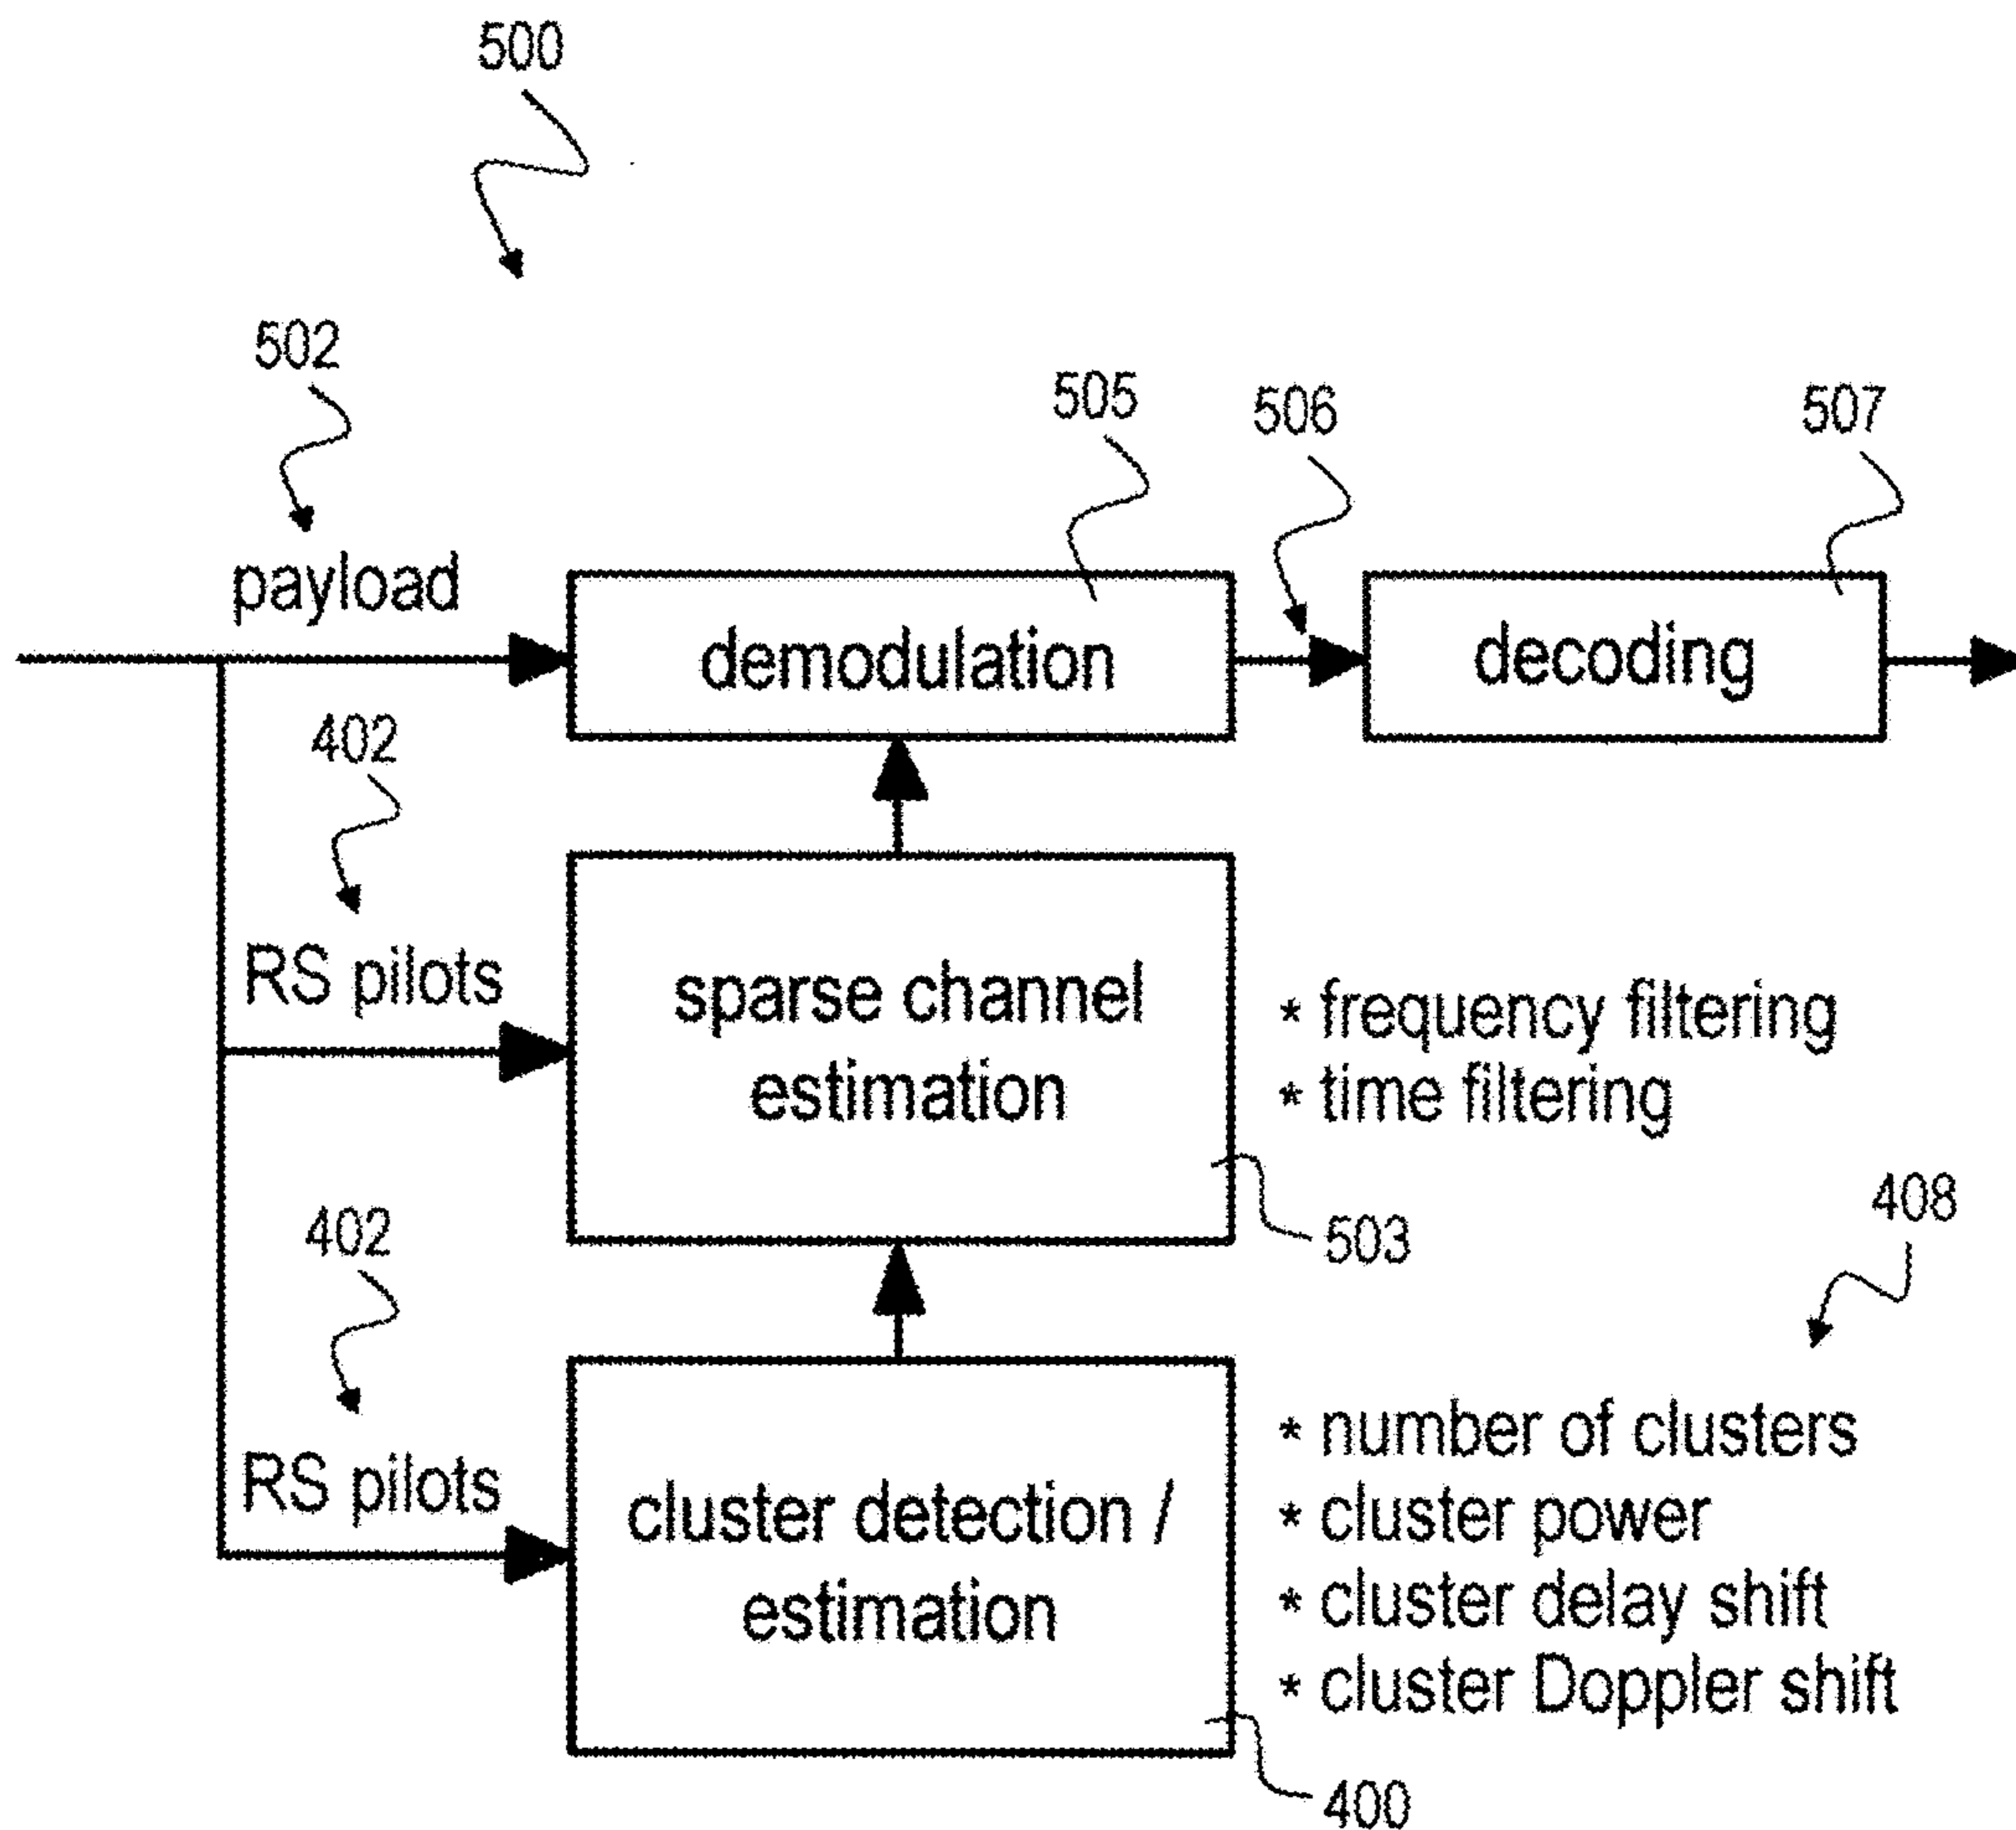 500
502
505
506
507
payload
demodulation
decoding
402
RS pilots
sparse channel
estimation
* frequency filtering
* time filtering
503
408
402
RS pilots
cluster detection /
estimation
* number of clusters
* cluster power
* cluster delay shift
* cluster Doppler shift
400